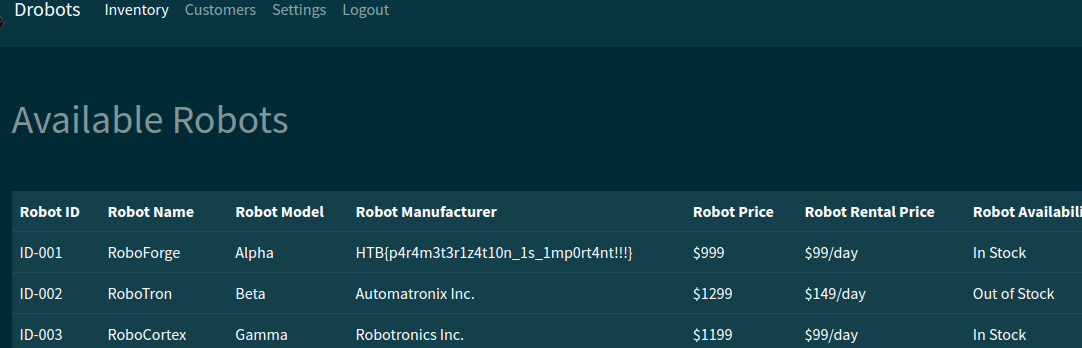 Drobots Inventory Customers Settings Logout
Available Robots
Robot ID Robot Name Robot Model Robot Manufacturer Robot Price Robot Rental Price Robot Availabili
ID-001 RoboForge Alpha HTB{p4r4m3t3r1z4t10n_1s_1mp0rt4nt!!!} $999 $99/day In Stock
ID-002 RoboTron Beta Automatronix Inc. $1299 $149/day Out of Stock
ID-003 RoboCortex Gamma Robotronics Inc. $1199 $99/day In Stock